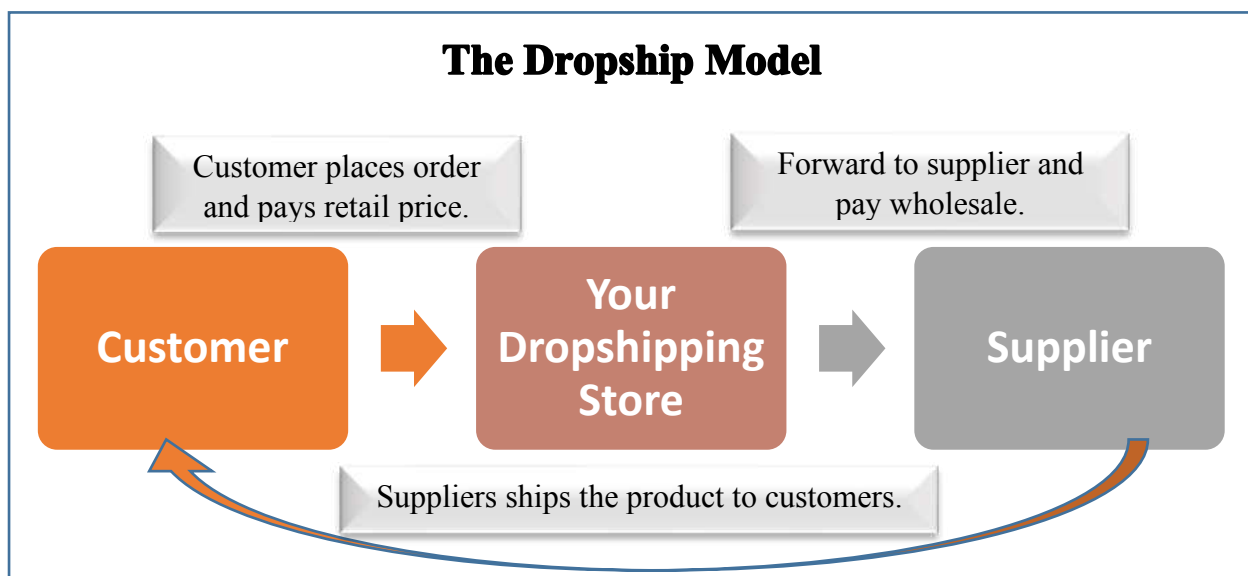 The Dropship Model
Customer places order
and pays retail price.
Forward to supplier and
pay wholesale.
Customer
Your
Dropshipping
Store
Supplier
Suppliers ships the product to customers.